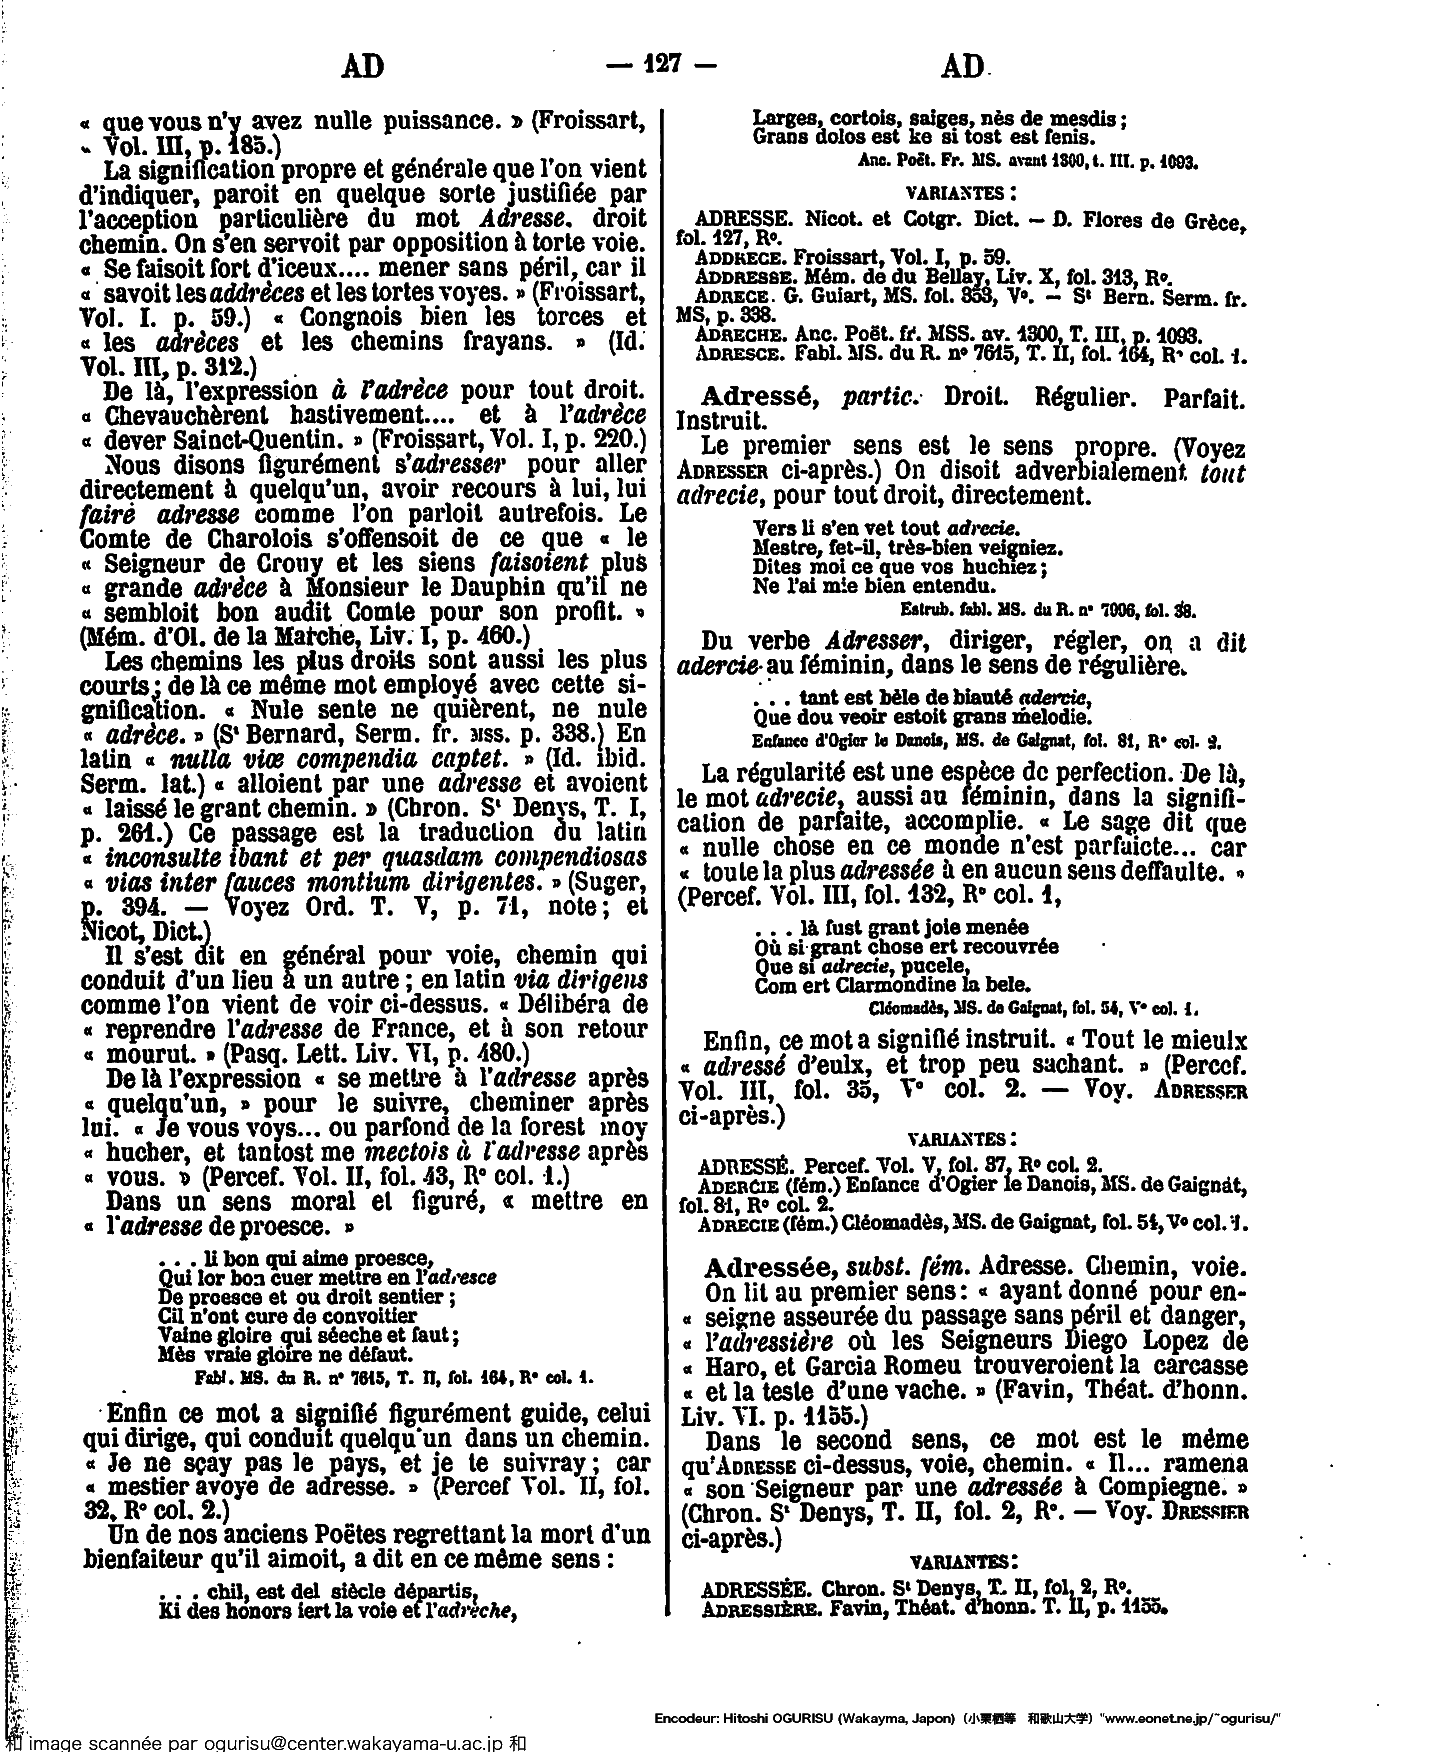 AD
— 127 —
AD
« que vous n'y avez nulle puissance. » (Froissart,
Vol. III, p. 185.)
La signification propre et générale que l'on vient
d'indiquer, paroit en quelque sorte justifiée par
l'acception particulière du mot Adresse, droit
chemin. On s'en servoit par opposition à torte voie.
« Se faisoit fort d'iceux.... mener sans péril, car il
« savoit les addrèces et les tortes voyes. » (Froissart,
Vol. I. p. 59.) « Congnois bien les torces et
« les adrèces et les chemins frayans. » (Id.
Vol. III, p. 312.)
De là, l'expression à l'adrèce pour tout droit.
« Chevauchèrent hastivement.... et à l'adrèce
« dever Sainct-Quentin. » (Froissart, Vol. I, p. 220.)
Nous disons figurément s'adresser pour aller
directement à quelqu'un, avoir recours à lui, lui
faire adresse comme l'on parloit autrefois. Le
Comte de Charolois s'offensoit de ce que « le
« Seigneur de Crouy et les siens faisoient plus
« grande adrèce à Monsieur le Dauphin qu'il ne
« sembloit bon audit Comte pour son profit. »
(Mém. d'Ol. de la Marche, Liv. I, p. 460.)
Les chemins les plus droits sont aussi les plus
courts; de là ce même mot employé avec cette si-
gnification. « Nule sente ne quièrent, ne nule
« adrèce. » (St Bernard, Serm. fr. mss. p. 338.) En
latin « nulla viæ compendia captet. » (Id. ibid.
Serm. lat.) « alloient par une adresse et avoient
« laissé le grant chemin. » (Chron. St Denys, T. I,
p. 261.) Ce passage est la traduction du latin
« inconsulte ibant et per quasdam compendiosas
« vias inter fauces montium dirigentes. » (Suger,
p. 394. — Voyez Ord. T. V, p. 71, note; et
Nicot, Dict.)
Il s'est dit en général pour voie, chemin qui
conduit d'un lieu à un autre; en latin via dirigens
comme l'on vient de voir ci-dessus. « Délibéra de
« reprendre l'adresse de France, et à son retour
« mourut. » (Pasq. Lett. Liv. VI, p. 480.)
De là l'expression « se mettre à l'adresse après
« quelqu'un, » pour le suivre, cheminer après
lui. « Je vous voys... ou parfond de la forest moy
« hucher, et tantost me mectois à l'adresse après
« vous. » (Percef. Vol. II, fol. 43, Ro col. 1.)
Dans un sens moral et figuré, « mettre en
« l'adresse de proesce. »
. . . li bon qui aime proesce,
Qui lor bon cuer mettre en l'adresce
De proesce et ou droit sentier;
Cil n'ont cure de convoitier
Vaine gloire qui séeche et faut;
Mès vraie gloire ne défaut.
Fabl. MS. du R. no 7615, T. II, fol. 164, Ro col. 1.
Enfin ce mot a signifié figurément guide, celui
qui dirige, qui conduit quelqu'un dans un chemin.
« Je ne sçay pas le pays, et je te suivray; car
« mestier avoye de adresse. » (Percef Vol. II, fol.
32, Ro col. 2.)
Un de nos anciens Poëtes regrettant la mort d'un
bienfaiteur qu'il aimoit, a dit en ce même sens :
. . . chil, est del siècle départis,
Ki des honors iert la voie et l'adrèche,
Larges, cortois, saiges, nès de mesdis;
Grans dolos est ke si tost est fenis.
Anc. Poët. Fr. MS. avant 1300, t. III. p. 1093.
VARIANTES :
ADRESSE. Nicot. et Cotgr. Dict. — D. Flores de Grèce,
fol. 127, Ro.
ADDRECE. Froissart, Vol. I, p. 59.
ADDRESSE. Mém. de du Bellay, Liv. X, fol. 313, Ro.
ADRECE. G. Guiart, MS. fol. 353, Vo. — St Bern. Serm. fr.
MS, p. 338.
ADRECHE. Anc. Poët. fr. MSS. av. 1300, T. III, p. 1093.
ADRESCE. Fabl. MS. du R. no 7615, T. II, fol. 164, Ro col. 1.
Adressé, partic. Droit. Régulier. Parfait.
Instruit.
Le premier sens est le sens propre. (Voyez
ADRESSER ci-après.) On disoit adverbialement tout
adrecie, pour tout droit, directement.
Vers li s'en vet tout adrecie.
Mestre, fet-il, très-bien veigniez.
Dites moi ce que vos huchiez;
Ne l'ai mie bien entendu.
Estrub. fabl. MS. du R. no 7996, fol. 38.
Du verbe Adresser, diriger, régler, on a dit
adercie au féminin, dans le sens de régulière.
. . . tant est bèle de biauté adercie,
Que dou veoir estoit grans melodie.
Enfance d'Ogier le Danois, MS. de Gaignat, fol. 81, Ro col. 2.
La régularité est une espèce de perfection. De là,
le mot adrecie, aussi au féminin, dans la signifi-
cation de parfaite, accomplie. « Le sage dit que
« nulle chose en ce monde n'est parfaicte... car
« toute la plus adressée à en aucun sens deffaulte. »
(Percef. Vol. III, fol. 132, Ro col. 1,
. . . là fust grant joie menée
Où si grant chose ert recouvrée
Que si adrecie, pucele,
Com ert Clarmondine la bele.
Cléomadès, MS. de Gaignat, fol. 54, Vo col. 1.
Enfin, ce mot a signifié instruit. « Tout le mieulx
« adressé d'eulx, et trop peu sachant. » (Percef.
Vol. III, fol. 35, Vo col. 2. — Voy. ADRESSER
ci-après.)
VARIANTES :
ADRESSÉ. Percef. Vol. V, fol. 87, Ro col. 2.
ADERCIE (fém.) Enfance d'Ogier le Danois, MS. de Gaignat,
fol. 81, Ro col. 2.
ADRECIE (fém.) Cléomadès, MS. de Gaignat, fol. 54, Vo col. 1.
Adressée, subst. fém. Adresse. Chemin, voie.
On lit au premier sens : « ayant donné pour en-
« seigne asseurée du passage sans péril et danger,
« l'adressière où les Seigneurs Diego Lopez de
« Haro, et Garcia Romeu trouveroient la carcasse
« et la teste d'une vache. » (Favin, Théat. d'honn.
Liv. VI. p. 1155.)
Dans le second sens, ce mot est le même
qu'ADRESSE ci-dessus, voie, chemin. « Il... ramena
« son Seigneur par une adressée à Compiegne. »
(Chron. St Denys, T. II, fol. 2, Ro. — Voy. DRESSIER
ci-après.)
VARIANTES :
ADRESSÉE. Chron. St Denys, T. II, fol, 2, Ro.
ADRESSIÈRE. Favin, Théat. d'honn. T. II, p. 1155.
Encodeur: Hitoshi OGURISU (Wakayma, Japon) (小栗栖等 和歌山大学) "www.eonet.ne.jp/~ogurisu/"
和 image scannée par ogurisu@center.wakayama-u.ac.jp 和